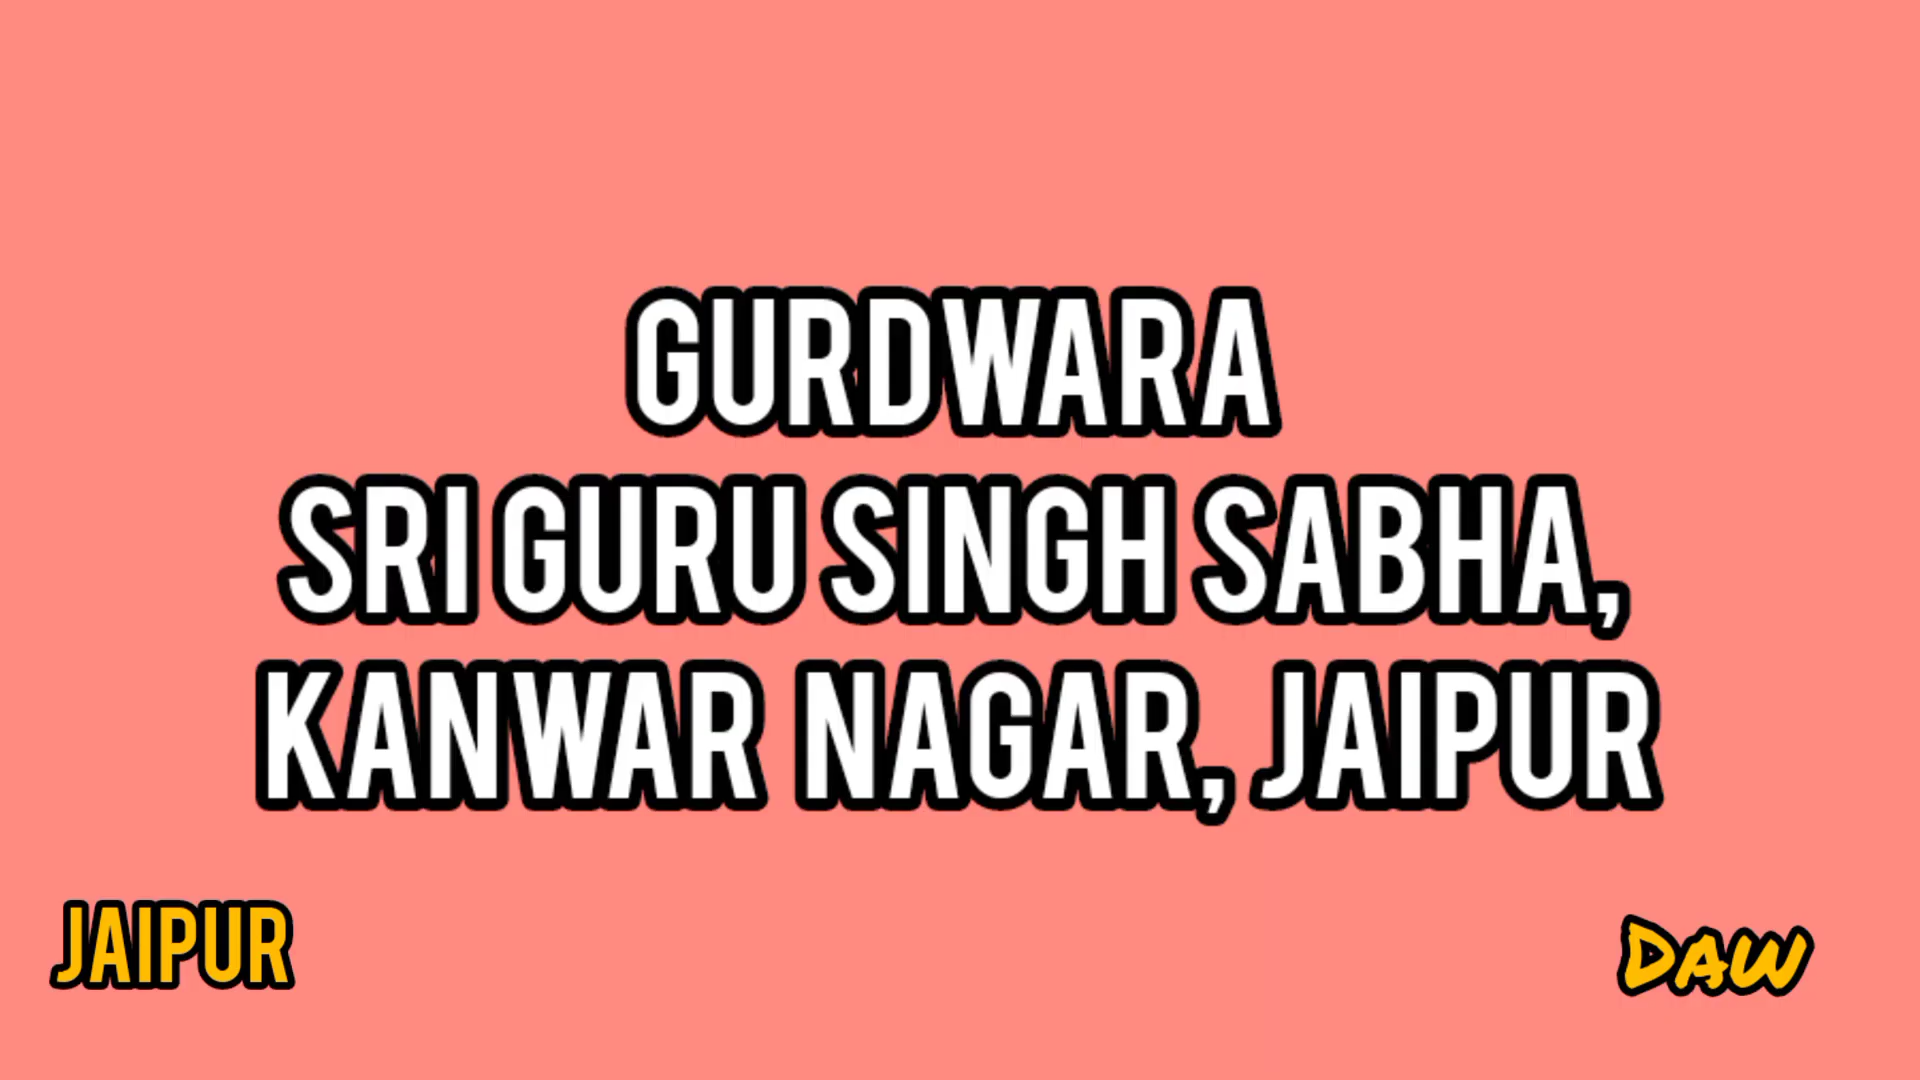 GURDWARA
SRI GURU SINGH SABHA,
KANWAR NAGAR, JAIPUR
JAIPUR
DAW